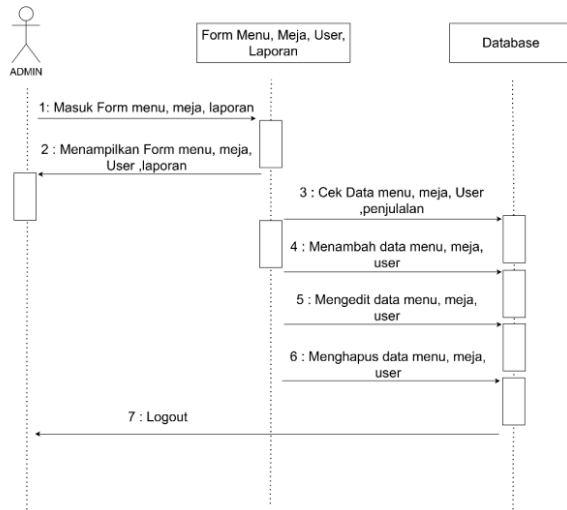 ADMIN
Form Menu, Meja, User,
Laporan
Database
1: Masuk Form menu, meja, laporan
2 : Menampilkan Form menu, meja,
User ,laporan
3 : Cek Data menu, meja, User
,penjulalan
4 : Menambah data menu, meja,
user
5 : Mengedit data menu, meja,
user
6 : Menghapus data menu, meja,
user
7 : Logout